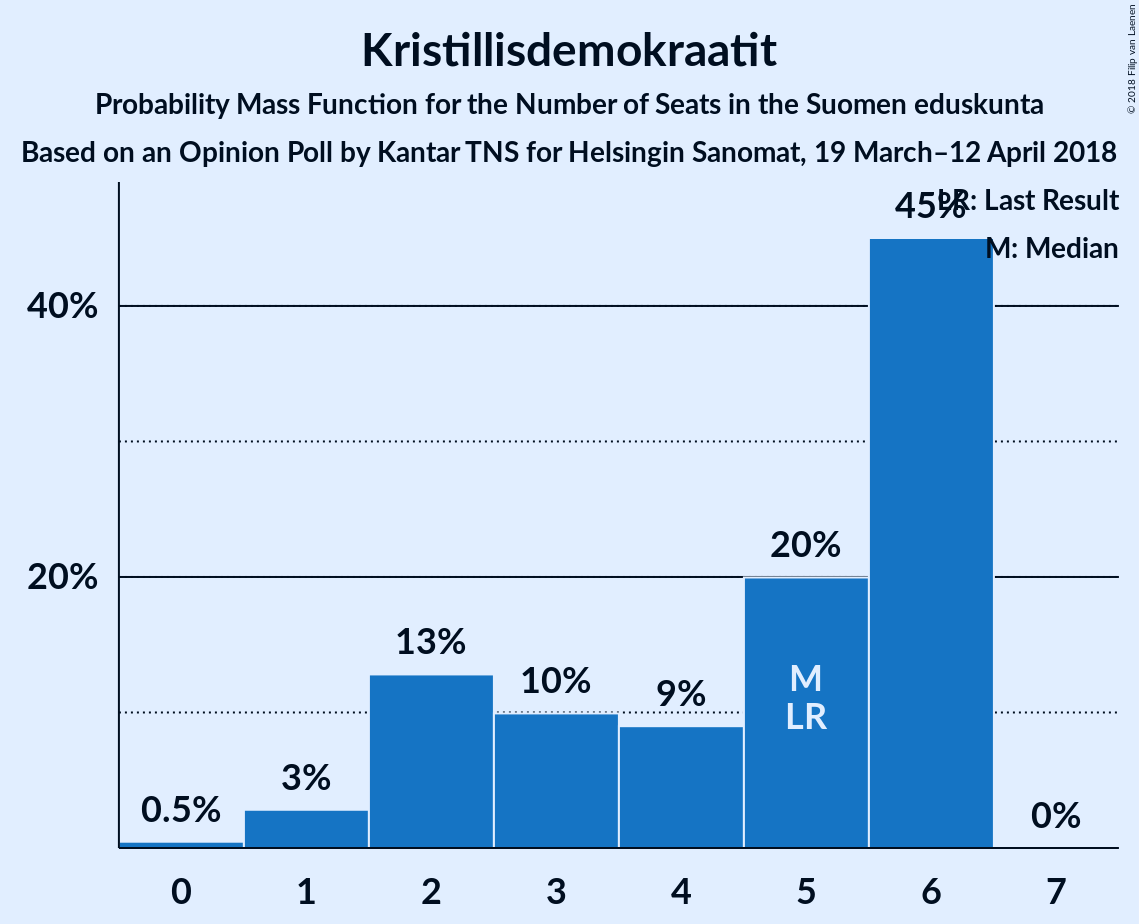 Kristillisdemokraatit
Probability Mass Function for the Number of Seats in the Suomen eduskunta
Based on an Opinion Poll by Kantar TNS for Helsingin Sanomat, 19 March–12 April 2018
© 2018 Filip van Laenen
LR: Last Result
M: Median
45%
40%
20%
20%
13%
10%
9%
M
LR
3%
0.5%
0%
0 1 2 3 4 5 6 7